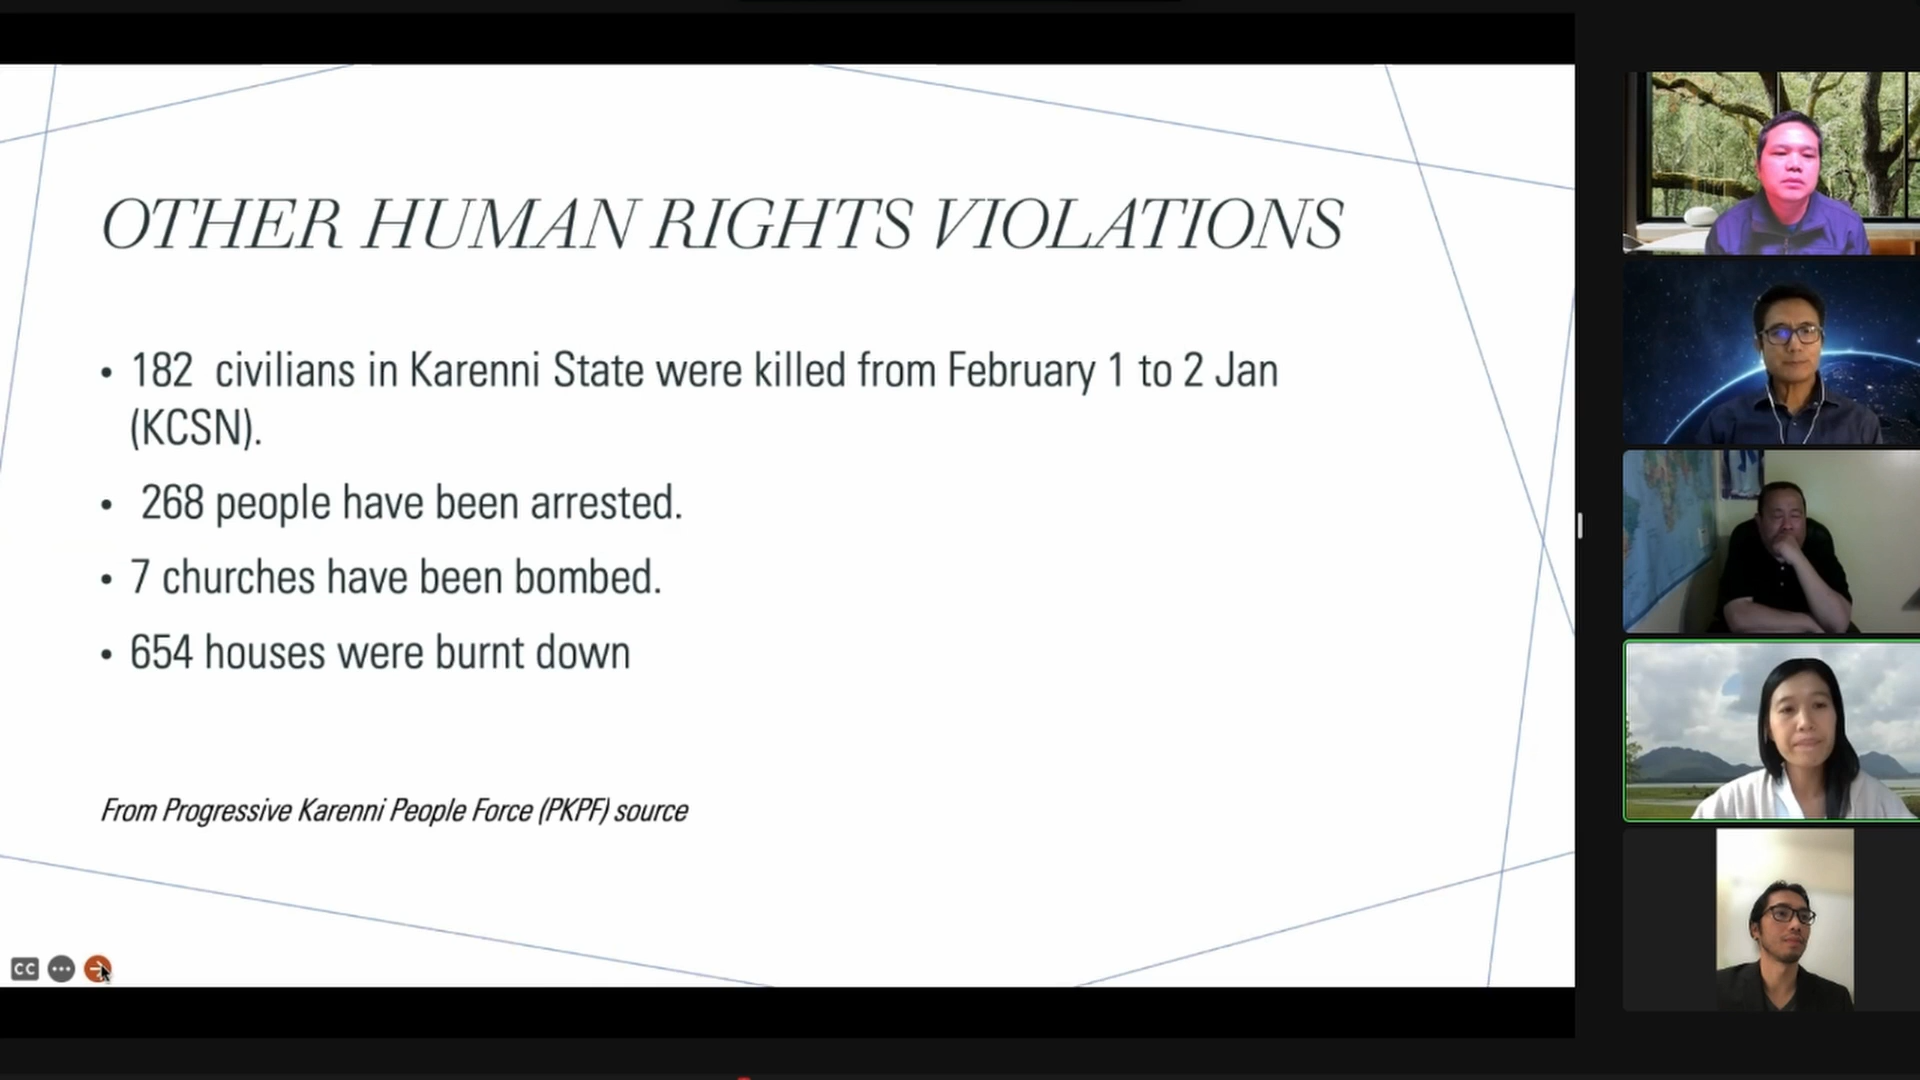 OTHER HUMAN RIGHTS VIOLATIONS
• 182 civilians in Karenni State were killed from February 1 to 2 Jan
(KCSN).
• 268 people have been arrested.
• 7 churches have been bombed.
• 654 houses were burnt down
From Progressive Karenni People Force (PKPF) source
CC